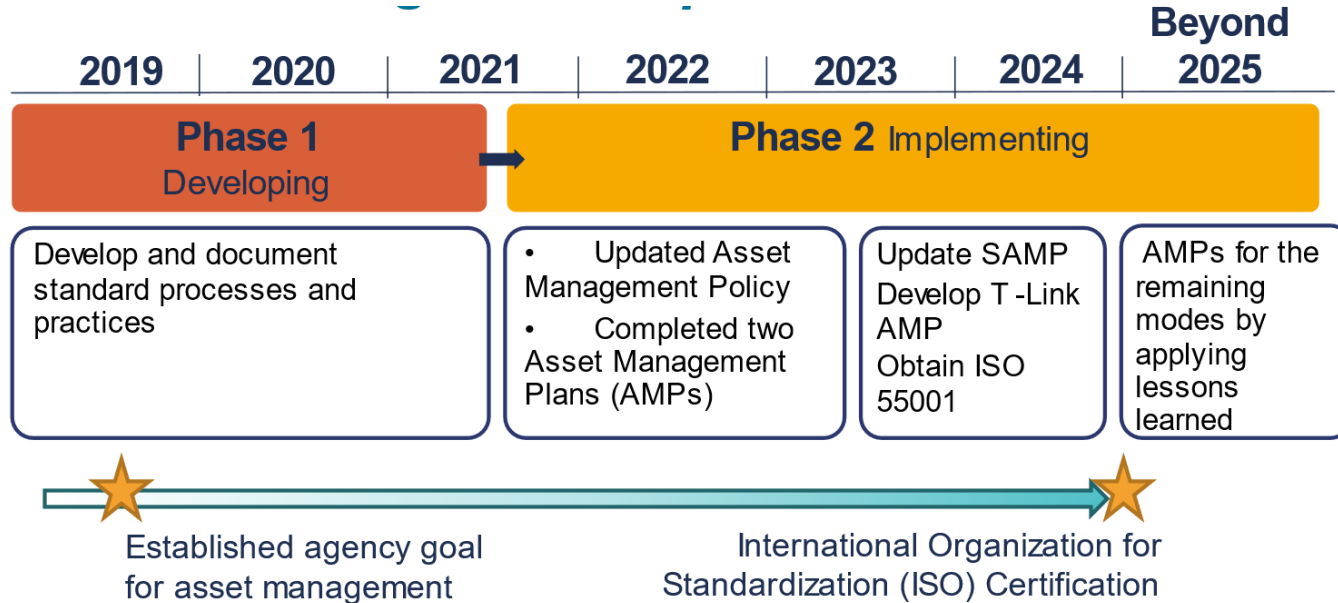 Beyond
2019 2020 2021 2022 2023 2024 2025
Phase 1
Developing
Phase 2 Implementing
Develop and document
standard processes and
practices
• Updated Asset
Management Policy
• Completed two
Asset Management
Plans (AMPs)
Update SAMP
Develop T -Link
AMP
Obtain ISO
55001
AMPs for the
remaining
modes by
applying
lessons
learned
Established agency goal
for asset management
International Organization for
Standardization (ISO) Certification